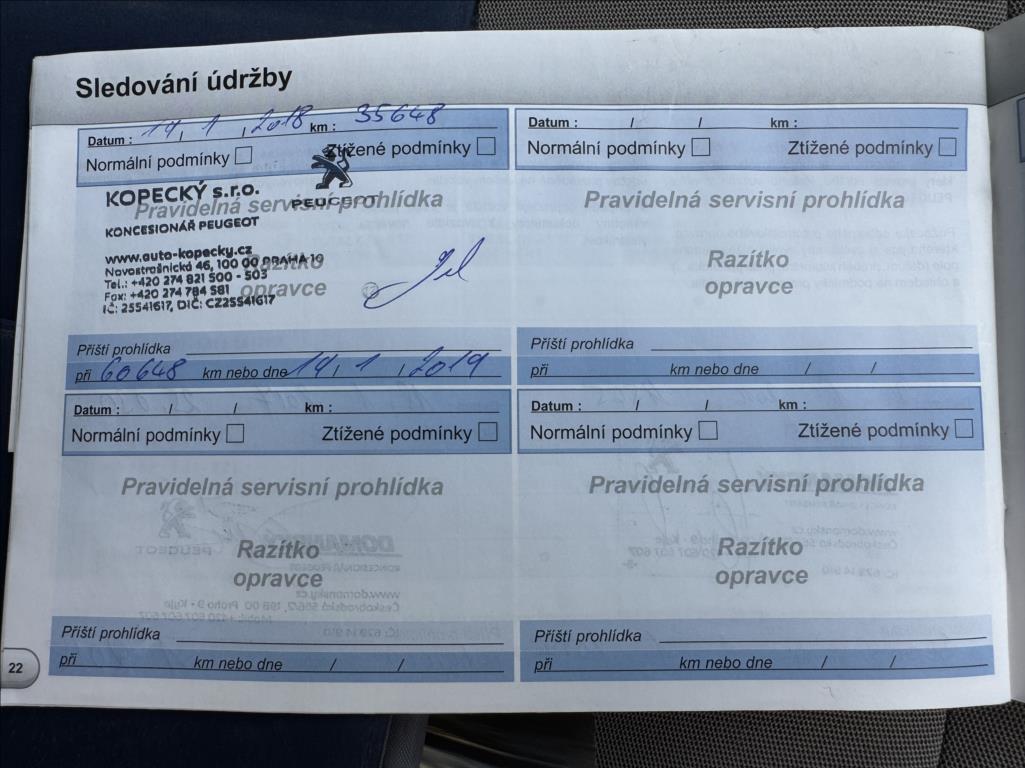 Sledování údržby
Datum : 14, 1, 2018 km : 35648
Normální podmínky Ztížené podmínky
Pravidelná servisní prohlídka
Razítko
opravce
KOPECKÝ s.r.o.
PEUGEOT
KONCESIONÁŘ PEUGEOT
www.auto-kopecky.cz
Novostrašnická 46, 100 00 PRAHA 10
Tel.: +420 274 821 500 - 503
Fax: +420 274 784 581
IČ: 25541617, DIČ: CZ25541617
Příští prohlídka
při 60648 km nebo dne 14, 1, 2019
Datum : / / km :
Normální podmínky Ztížené podmínky
Pravidelná servisní prohlídka
Razítko
opravce
Příští prohlídka
při km nebo dne / /
Datum : / / km :
Normální podmínky Ztížené podmínky
Pravidelná servisní prohlídka
Razítko
opravce
Příští prohlídka
při km nebo dne / /
Datum : / / km :
Normální podmínky Ztížené podmínky
Pravidelná servisní prohlídka
Razítko
opravce
Příští prohlídka
při km nebo dne / /
22